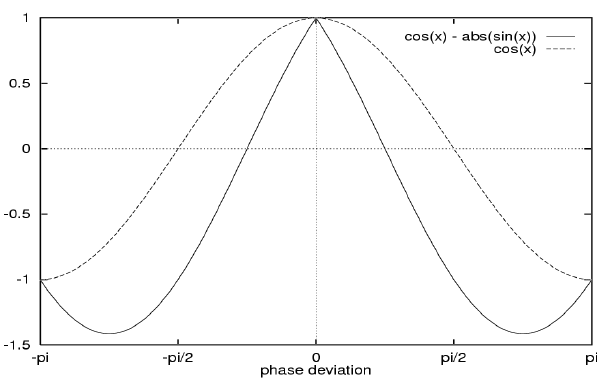 1
cos(x) - abs(sin(x))
cos(x)
0.5
0
-0.5
-1
-1.5
-pi -pi/2 0 pi/2 pi
phase deviation